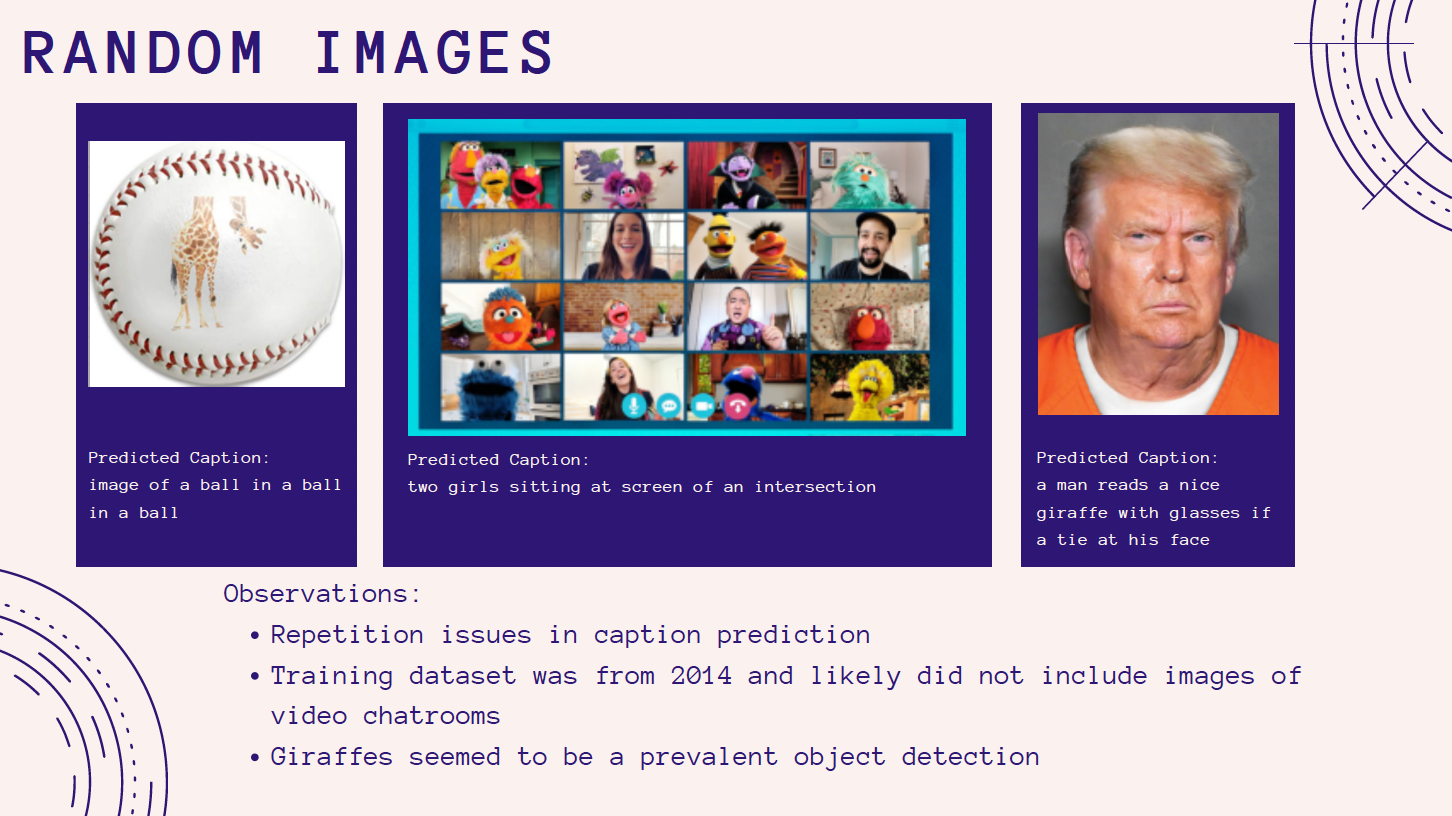 RANDOM IMAGES
Predicted Caption:
image of a ball in a ball
in a ball
Predicted Caption:
two girls sitting at screen of an intersection
Predicted Caption:
a man reads a nice
giraffe with glasses if
a tie at his face
Observations:
• Repetition issues in caption prediction
• Training dataset was from 2014 and likely did not include images of
video chatrooms
• Giraffes seemed to be a prevalent object detection